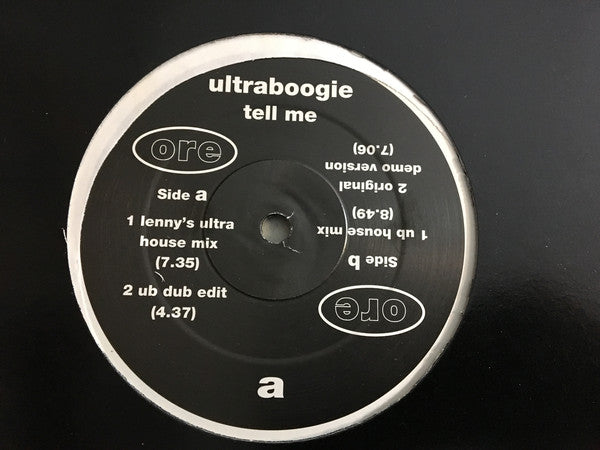 ultraboogie
tell me
ore
Side a
1 lenny's ultra
house mix
(7.35)
2 ub dub edit
(4.37)
ore
Side b
1 ub house mix
(8.49)
2 original
demo version
(7.06)
a